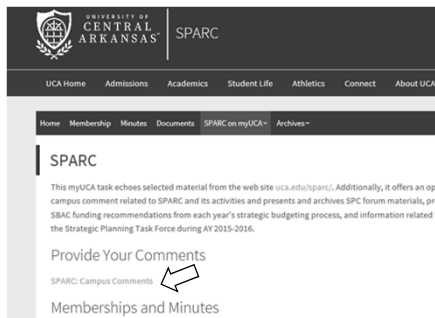 UNIVERSITY OF
CENTRAL
ARKANSAS
SPARC
UCA Home Admissions Academics Student Life Athletics Connect About UCA
Home Membership Minutes Documents SPARC on myUCA Archives
SPARC
This myUCA task echoes selected material from the web site uca.edu/sparc/. Additionally, it offers an op
campus comment related to SPARC and its activities and presents and archives SPC forum materials, pr
SBAC funding recommendations from each year's strategic budgeting process, and information related
the Strategic Planning Task Force during AY 2015-2016.
Provide Your Comments
SPARC: Campus Comments
Memberships and Minutes